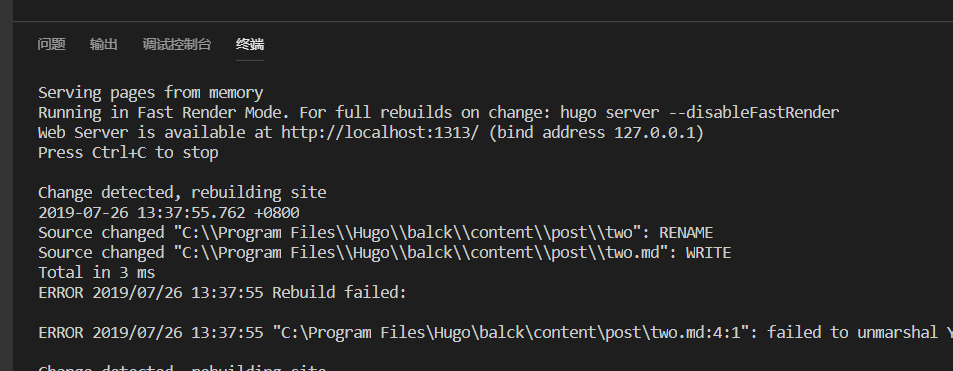 问题 输出 调试控制台 终端
Serving pages from memory
Running in Fast Render Mode. For full rebuilds on change: hugo server --disableFastRender
Web Server is available at http://localhost:1313/ (bind address 127.0.0.1)
Press Ctrl+C to stop
Change detected, rebuilding site
2019-07-26 13:37:55.762 +0800
Source changed "C:\\Program Files\\Hugo\\balck\\content\\post\\two": RENAME
Source changed "C:\\Program Files\\Hugo\\balck\\content\\post\\two.md": WRITE
Total in 3 ms
ERROR 2019/07/26 13:37:55 Rebuild failed:
ERROR 2019/07/26 13:37:55 "C:\Program Files\Hugo\balck\content\post\two.md:4:1": failed to unmarshal Y
Change detected, rebuilding site